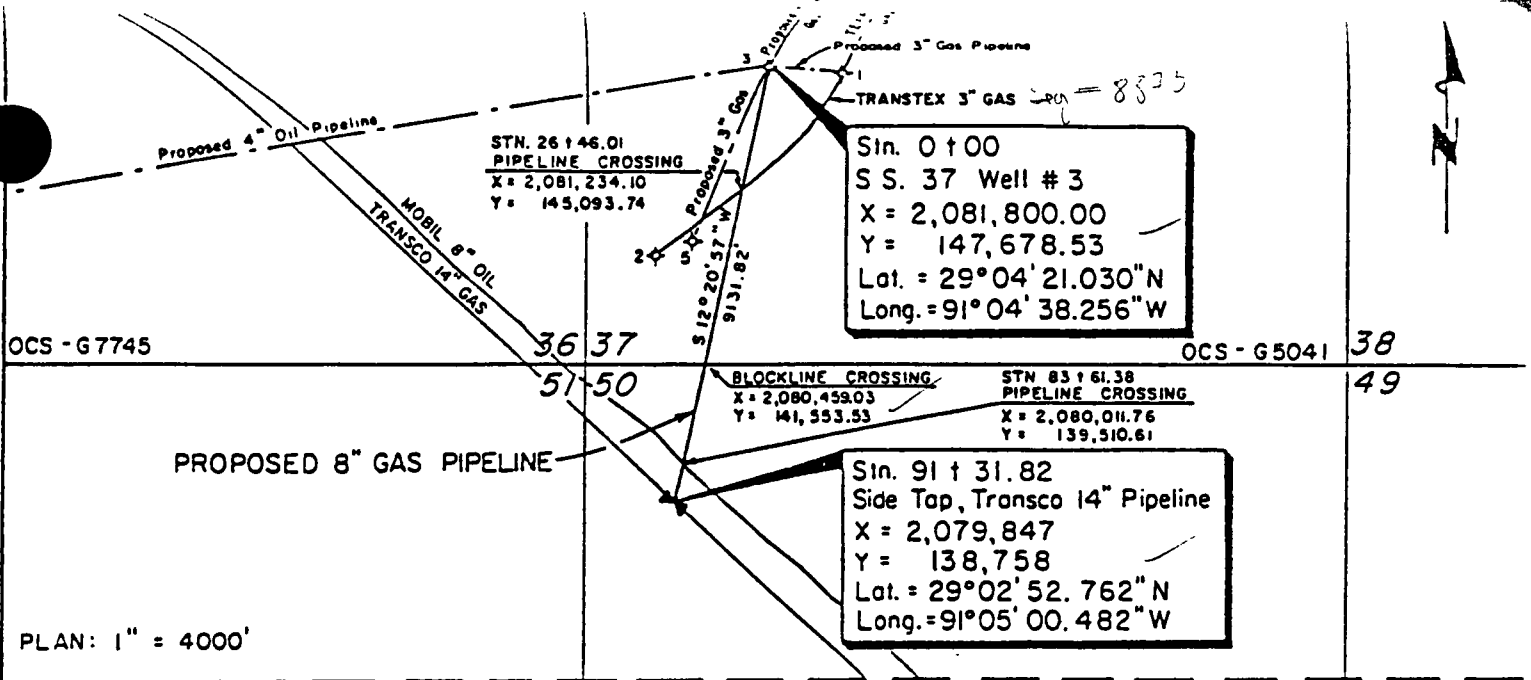 3
Proposed 3" Gas Pipeline
1
TRANSTEX 3" GAS
= 8835
Proposed 4" Oil Pipeline
STN. 26+46.01
PIPELINE CROSSING
X= 2,081,234.10
Y= 145,093.74
Proposed 3" Gas
Stn. 0+00
S S. 37 Well #3
X = 2,081,800.00
Y = 147,678.53
Lat. = 29°04'21.030"N
Long.=91°04'38.256"W
N
MOBIL 8" OIL
TRANSCO 14" GAS
2
5
S 12°20'57" W
9131.82'
OCS-G7745
36 37
OCS-G5041
38
51 50
49
BLOCKLINE CROSSING
X= 2,080,459.03
Y= 141,553.53
STN 83+61.38
PIPELINE CROSSING
X= 2,080,011.76
Y= 139,510.61
PROPOSED 8" GAS PIPELINE
Stn. 91+31.82
Side Tap, Transco 14" Pipeline
X = 2,079,847
Y = 138,758
Lat. = 29°02'52.762"N
Long.=91°05'00.482"W
PLAN: 1" = 4000'